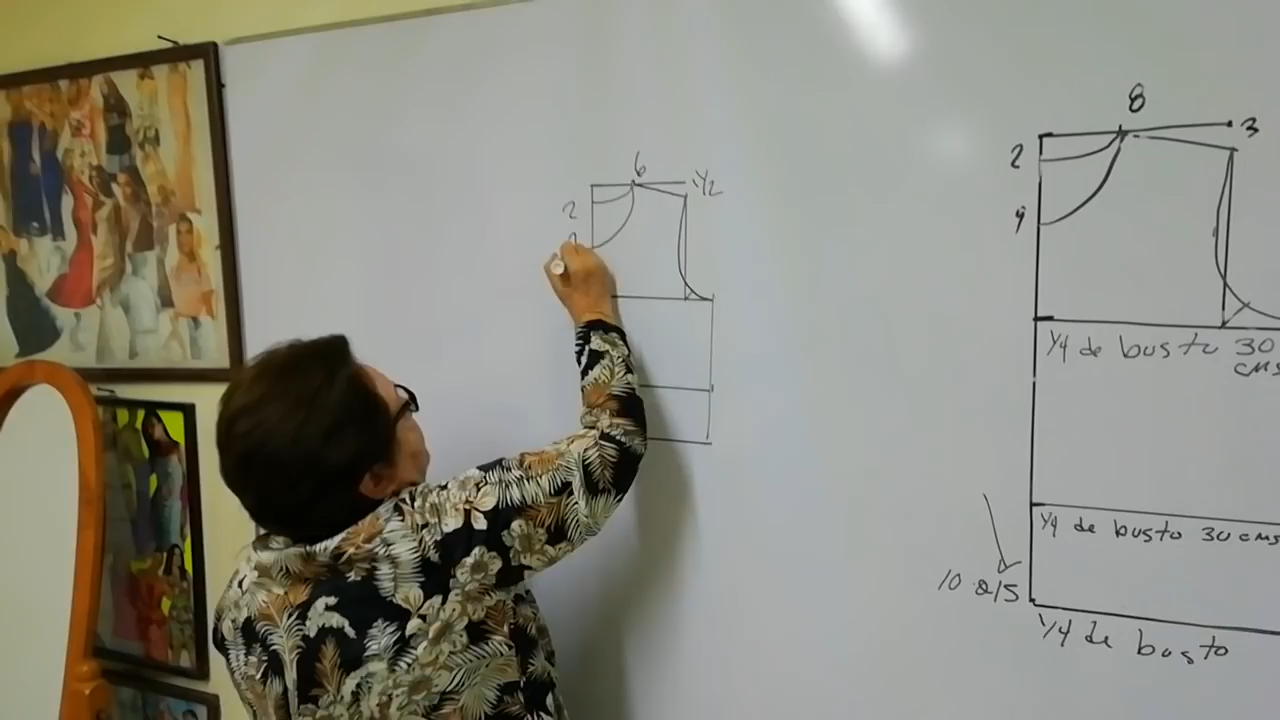 6
1/2
2
8
3
2
9
1/4 de busto 30
cms
1/4 de busto 30 cms
10 a 15
1/4 de busto